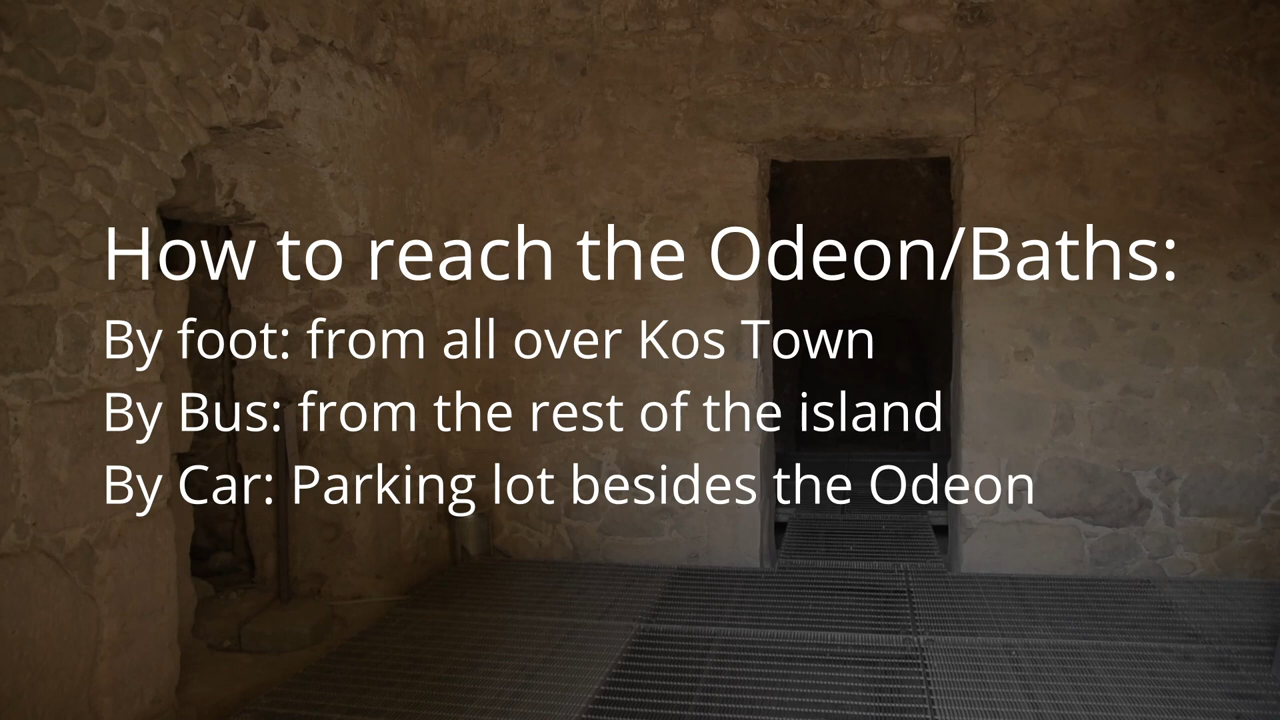 How to reach the Odeon/Baths:
By foot: from all over Kos Town
By Bus: from the rest of the island
By Car: Parking lot besides the Odeon